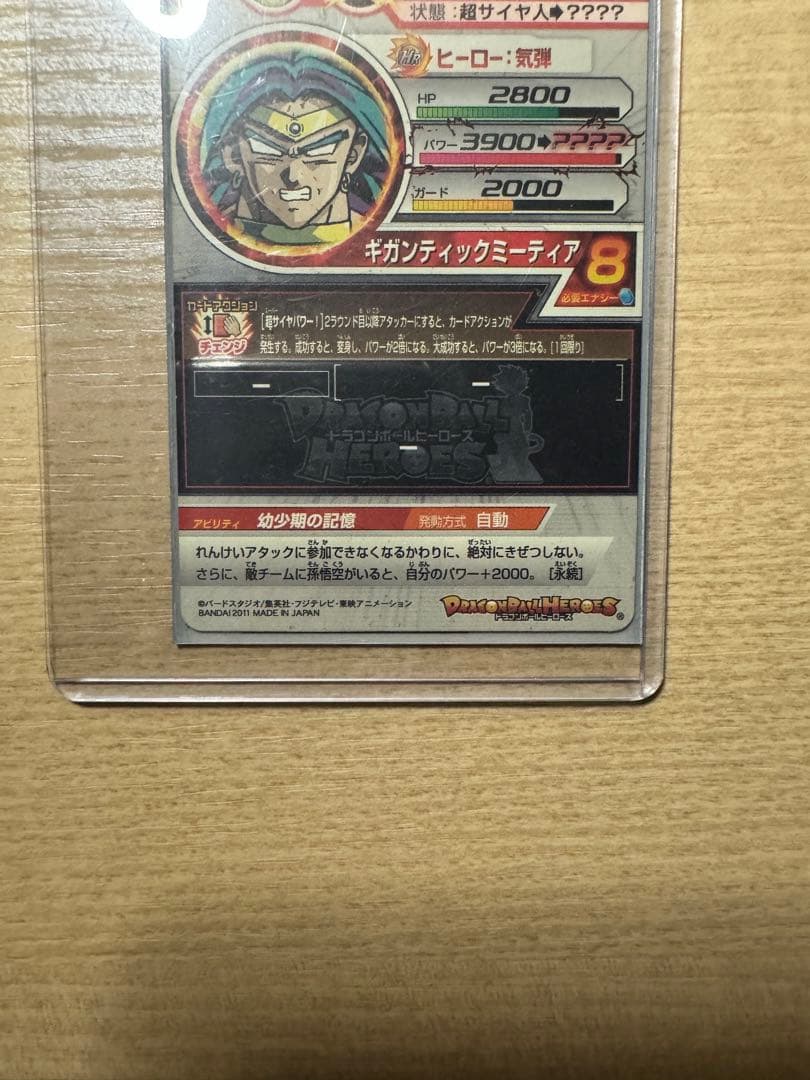 状態:超サイヤ人➡????
HR ヒーロー:気弾
HP 2800
パワー 3900➡????
ガード 2000
ギガンティックミーティア 8
必要エナジー
カードアクション
チェンジ
[超サイヤパワー!]2ラウンド目以降アタッカーにすると、カードアクションが
発生する。成功すると、変身し、パワーが2倍になる。大成功すると、パワーが3倍になる。[1回限り]
ー ー
DRAGONBALL
ドラゴンボールヒーローズ
HEROES
ー
アビリティ 幼少期の記憶 発動方式 自動
れんけいアタックに参加できなくなるかわりに、絶対にきぜつしない。
さらに、敵チームに孫悟空がいると、自分のパワー+2000。[永続]
©バードスタジオ/集英社・フジテレビ・東映アニメーション
BANDAI 2011 MADE IN JAPAN
DRAGONBALL HEROES®
ドラゴンボールヒーローズ